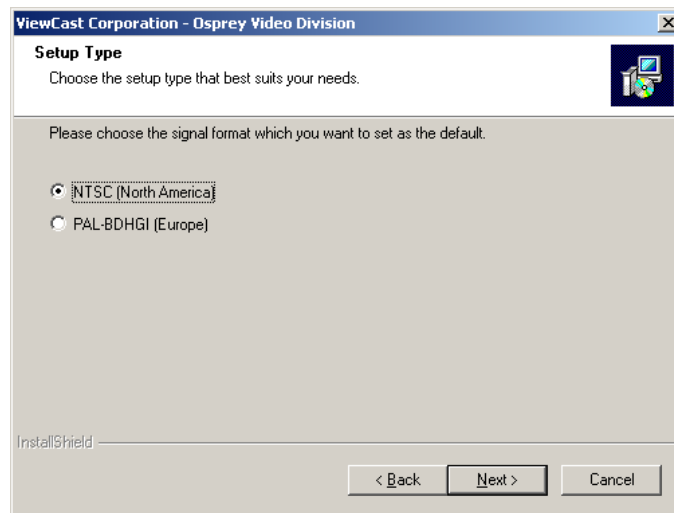 ViewCast Corporation - Osprey Video Division
Setup Type
Choose the setup type that best suits your needs.
Please choose the signal format which you want to set as the default.
NTSC (North America)
PAL-BDHGI (Europe)
InstallShield
< Back Next > Cancel